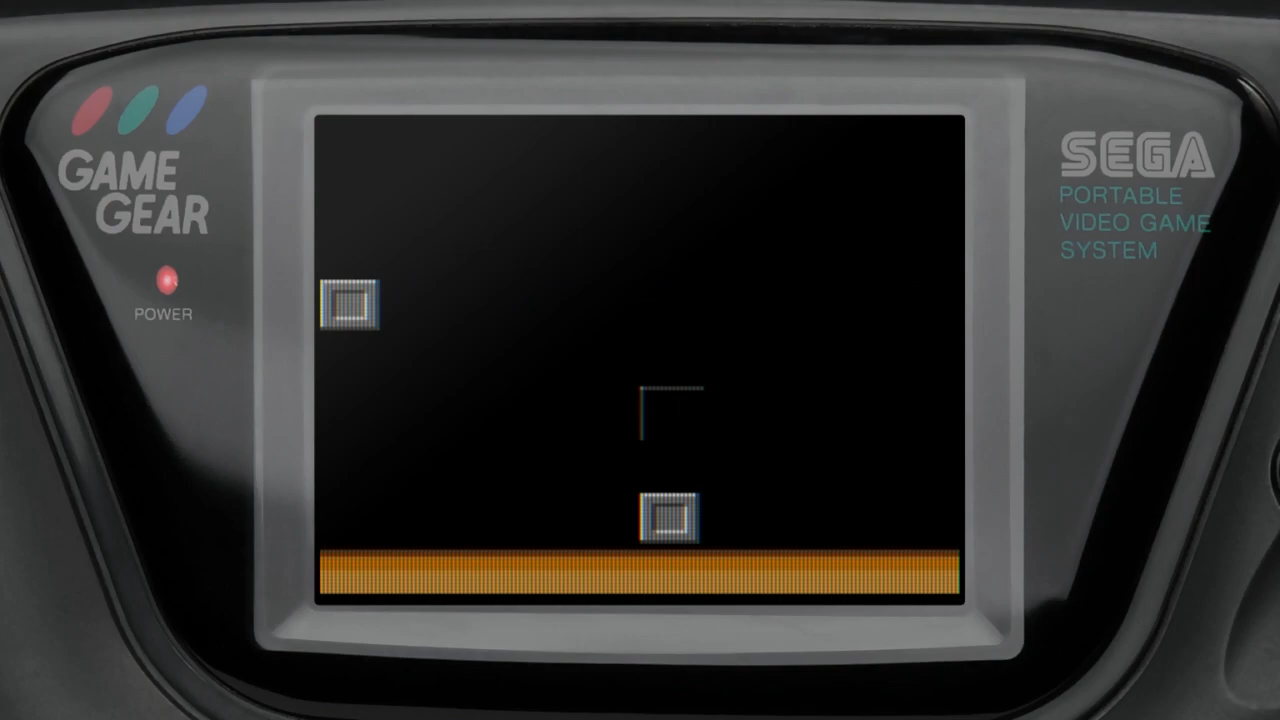 GAME
GEAR
POWER
SEGA
PORTABLE
VIDEO GAME
SYSTEM